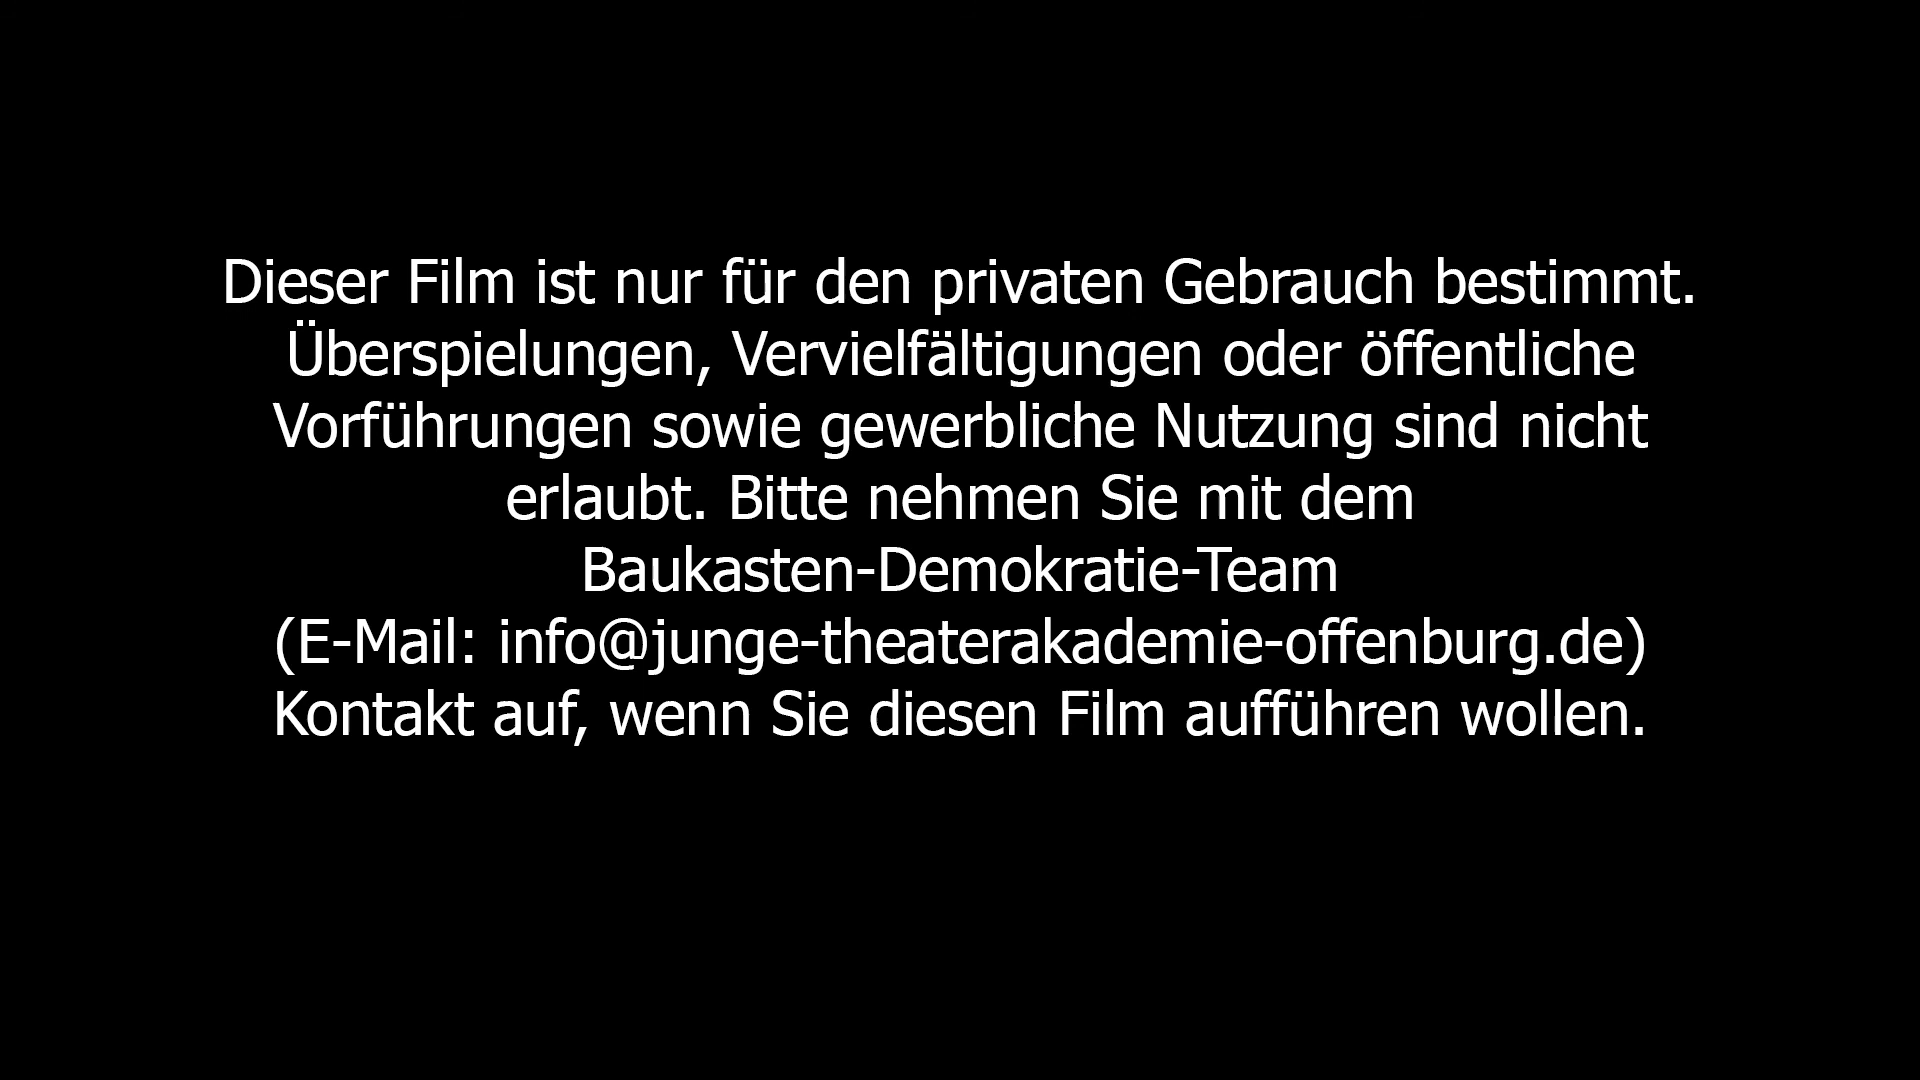 Dieser Film ist nur für den privaten Gebrauch bestimmt.
Überspielungen, Vervielfältigungen oder öffentliche
Vorführungen sowie gewerbliche Nutzung sind nicht
erlaubt. Bitte nehmen Sie mit dem
Baukasten-Demokratie-Team
(E-Mail: info@junge-theaterakademie-offenburg.de)
Kontakt auf, wenn Sie diesen Film aufführen wollen.